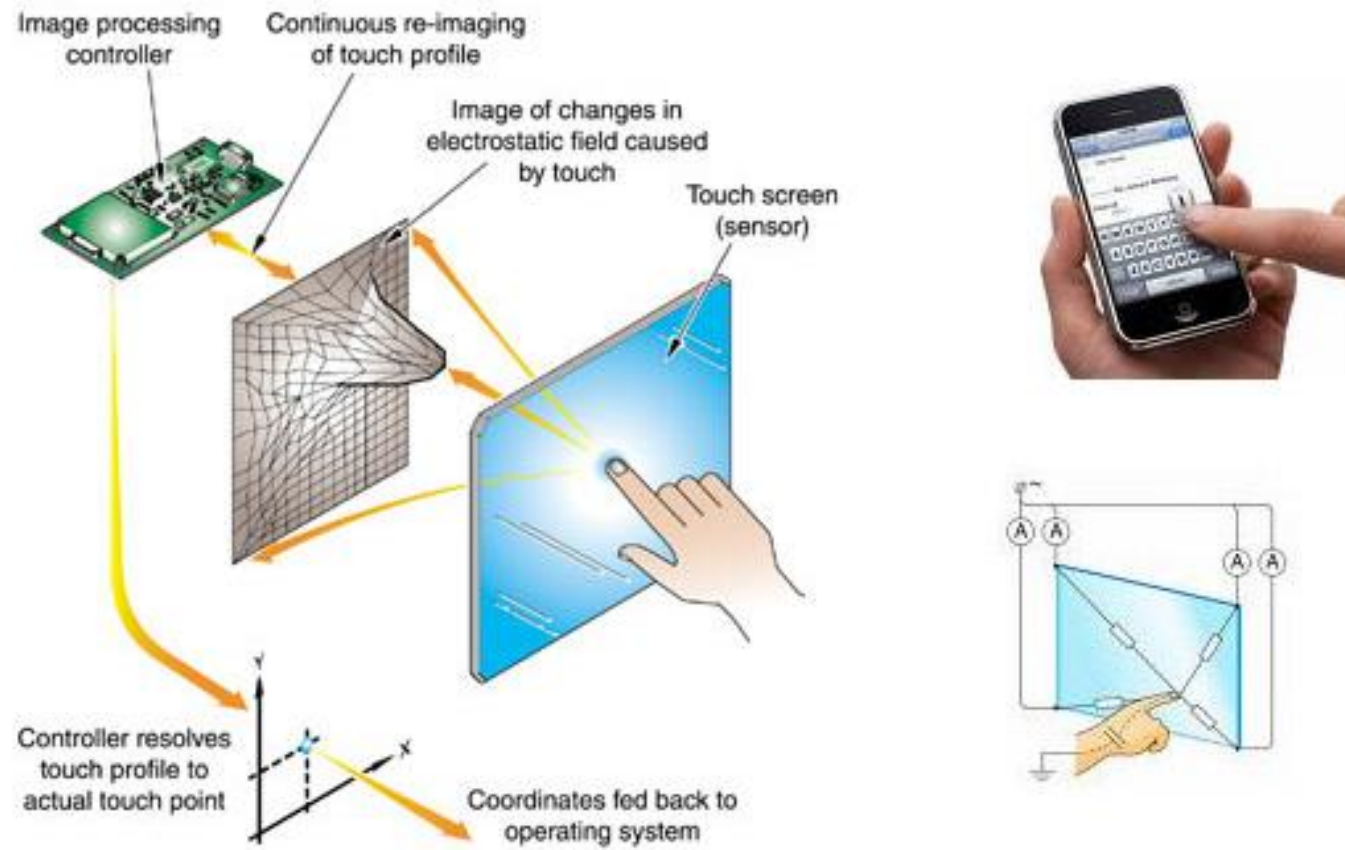 Image processing
controller
Continuous re-imaging
of touch profile
Image of changes in
electrostatic field caused
by touch
Touch screen
(sensor)
A
A
A
A
Y
X
Controller resolves
touch profile to
actual touch point
Coordinates fed back to
operating system